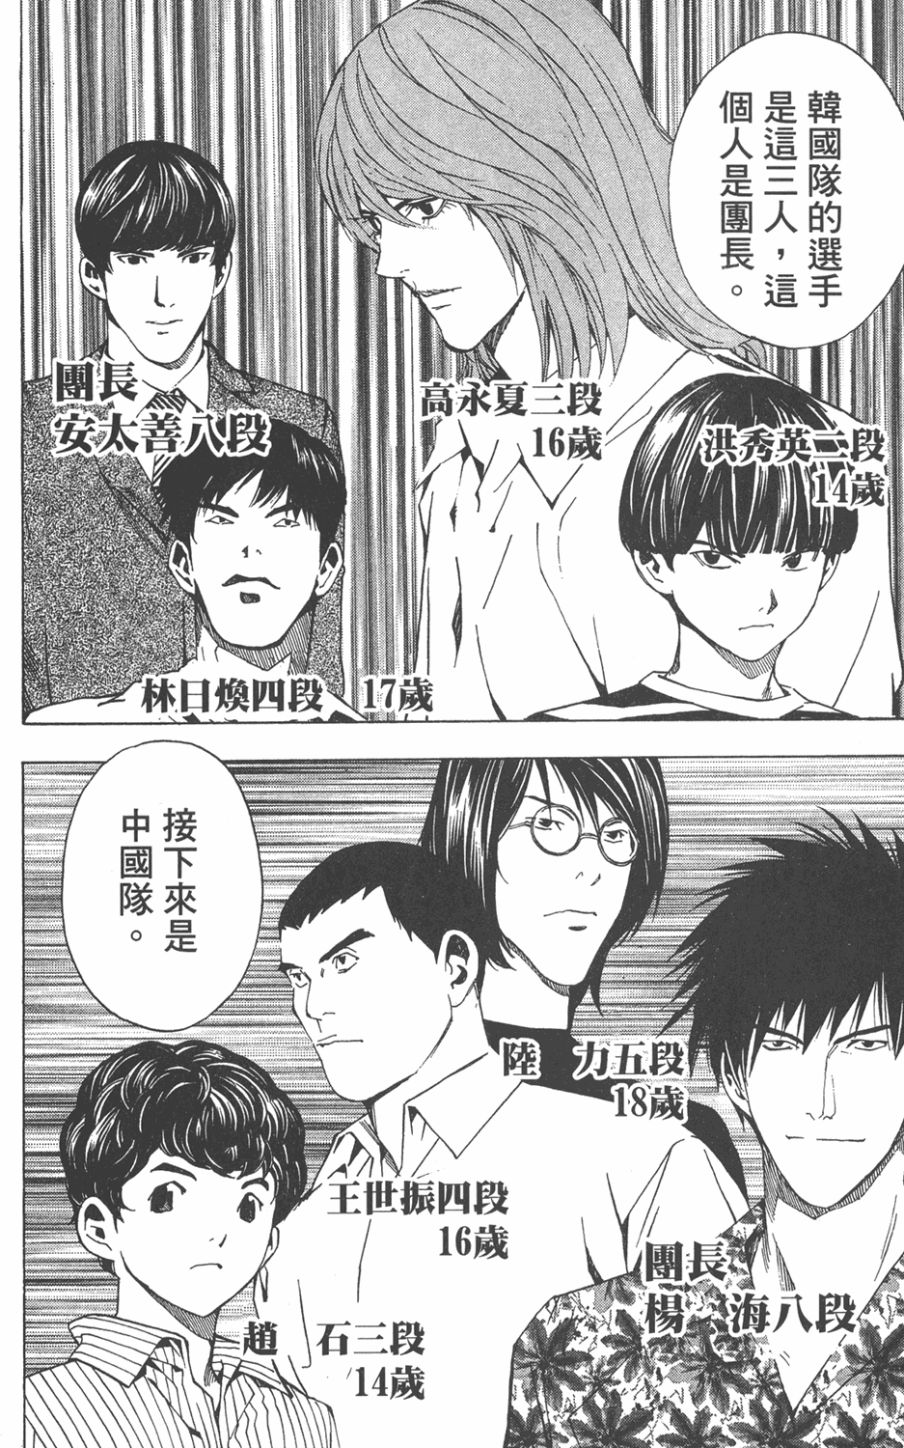 韓國隊的選手
是這三人，這
個人是團長。
高永夏三段
16歲
洪秀英二段
14歲
團長
安太善八段
林日煥四段 17歲
接下來是
中國隊。
陸 力五段
18歲
王世振四段
16歲
團長
楊 海八段
趙 石三段
14歲